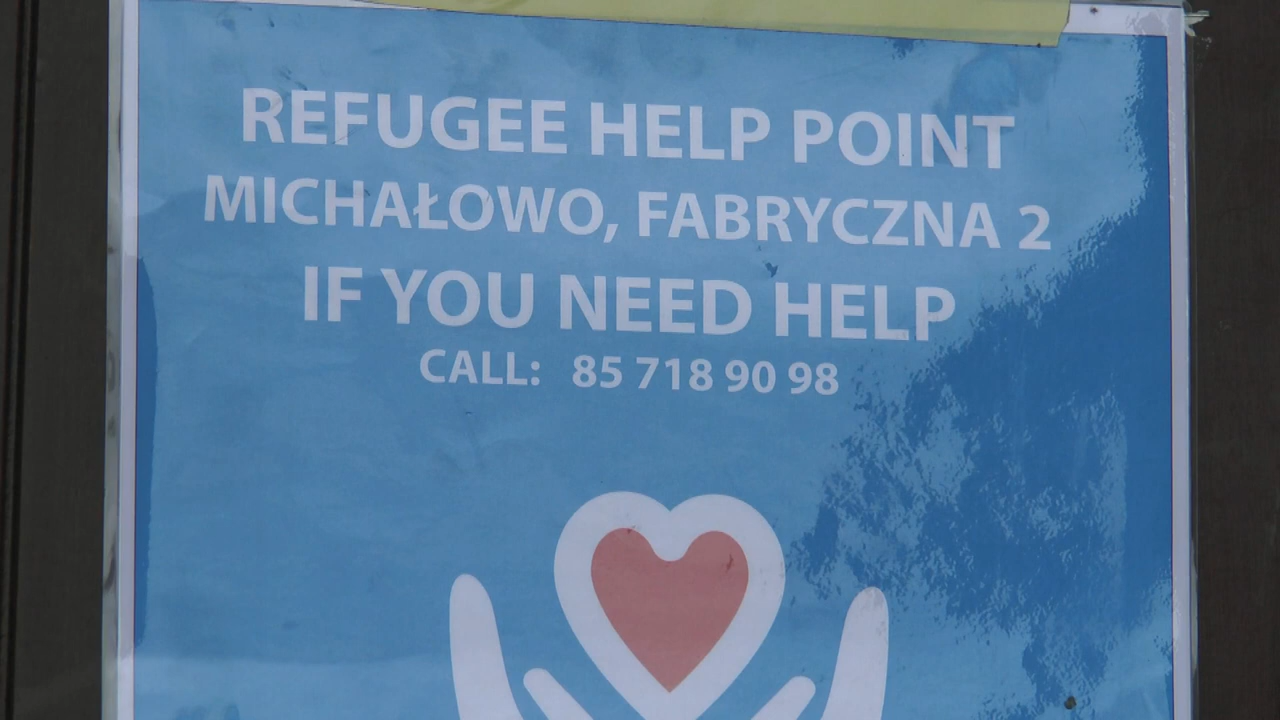 REFUGEE HELP POINT
MICHAŁOWO, FABRYCZNA 2
IF YOU NEED HELP
CALL: 85 718 90 98